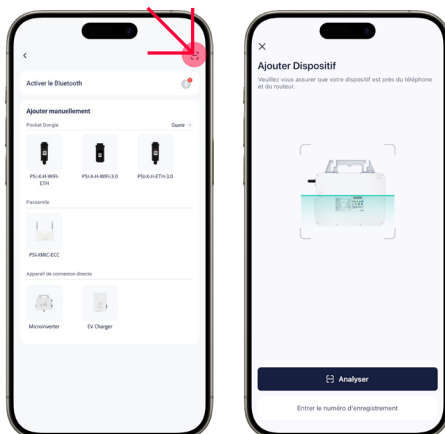 Activer le Bluetooth
Ajouter manuellement
Pocket Dongle
Ouvrir
PSI-X-H-WIFI-
ETH
PSI-X-H-WIFI-3.0
PSI-X-H-ETH-3.0
Passerelle
PSI-XMIC-ECC
Appareil de connexion directe
Microinverter
EV Charger
Ajouter Dispositif
Veuillez vous assurer que votre dispositif est près du téléphone
et du routeur.
Analyser
Entrer le numéro d'enregistrement